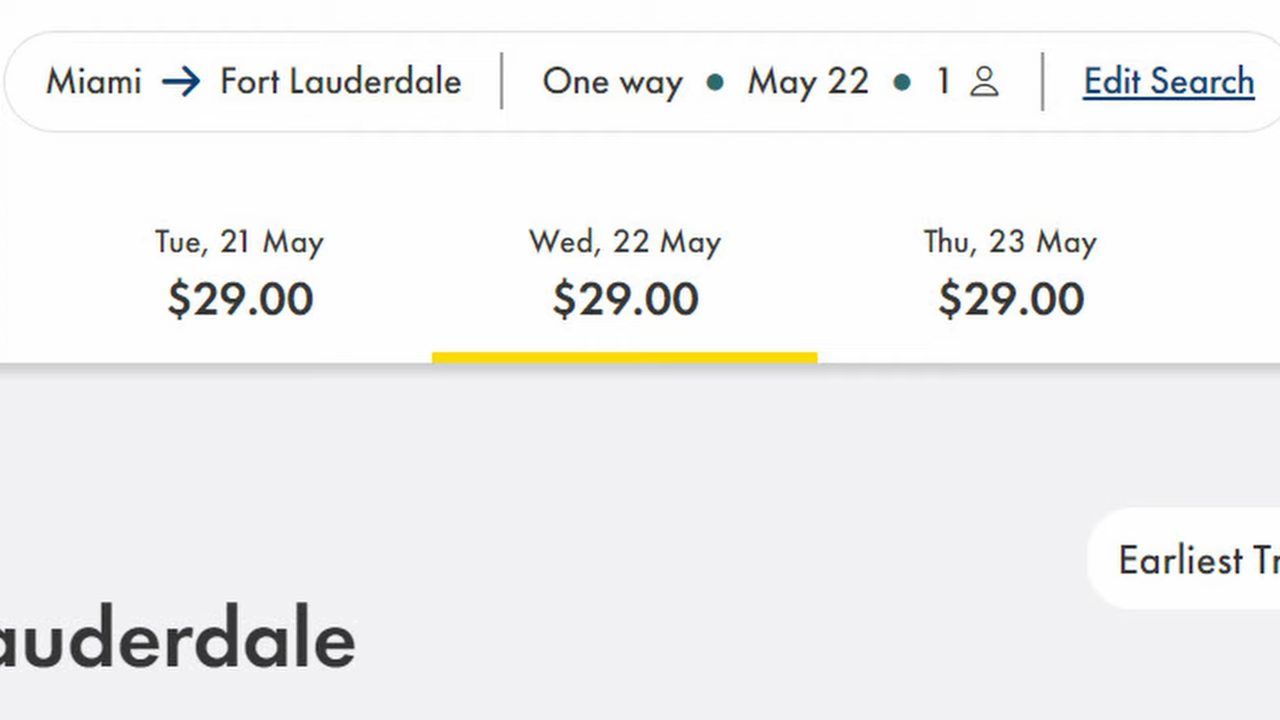 Miami → Fort Lauderdale | One way • May 22 • 1 | Edit Search
Tue, 21 May
$29.00
Wed, 22 May
$29.00
Thu, 23 May
$29.00
Earliest Tr
auderdale